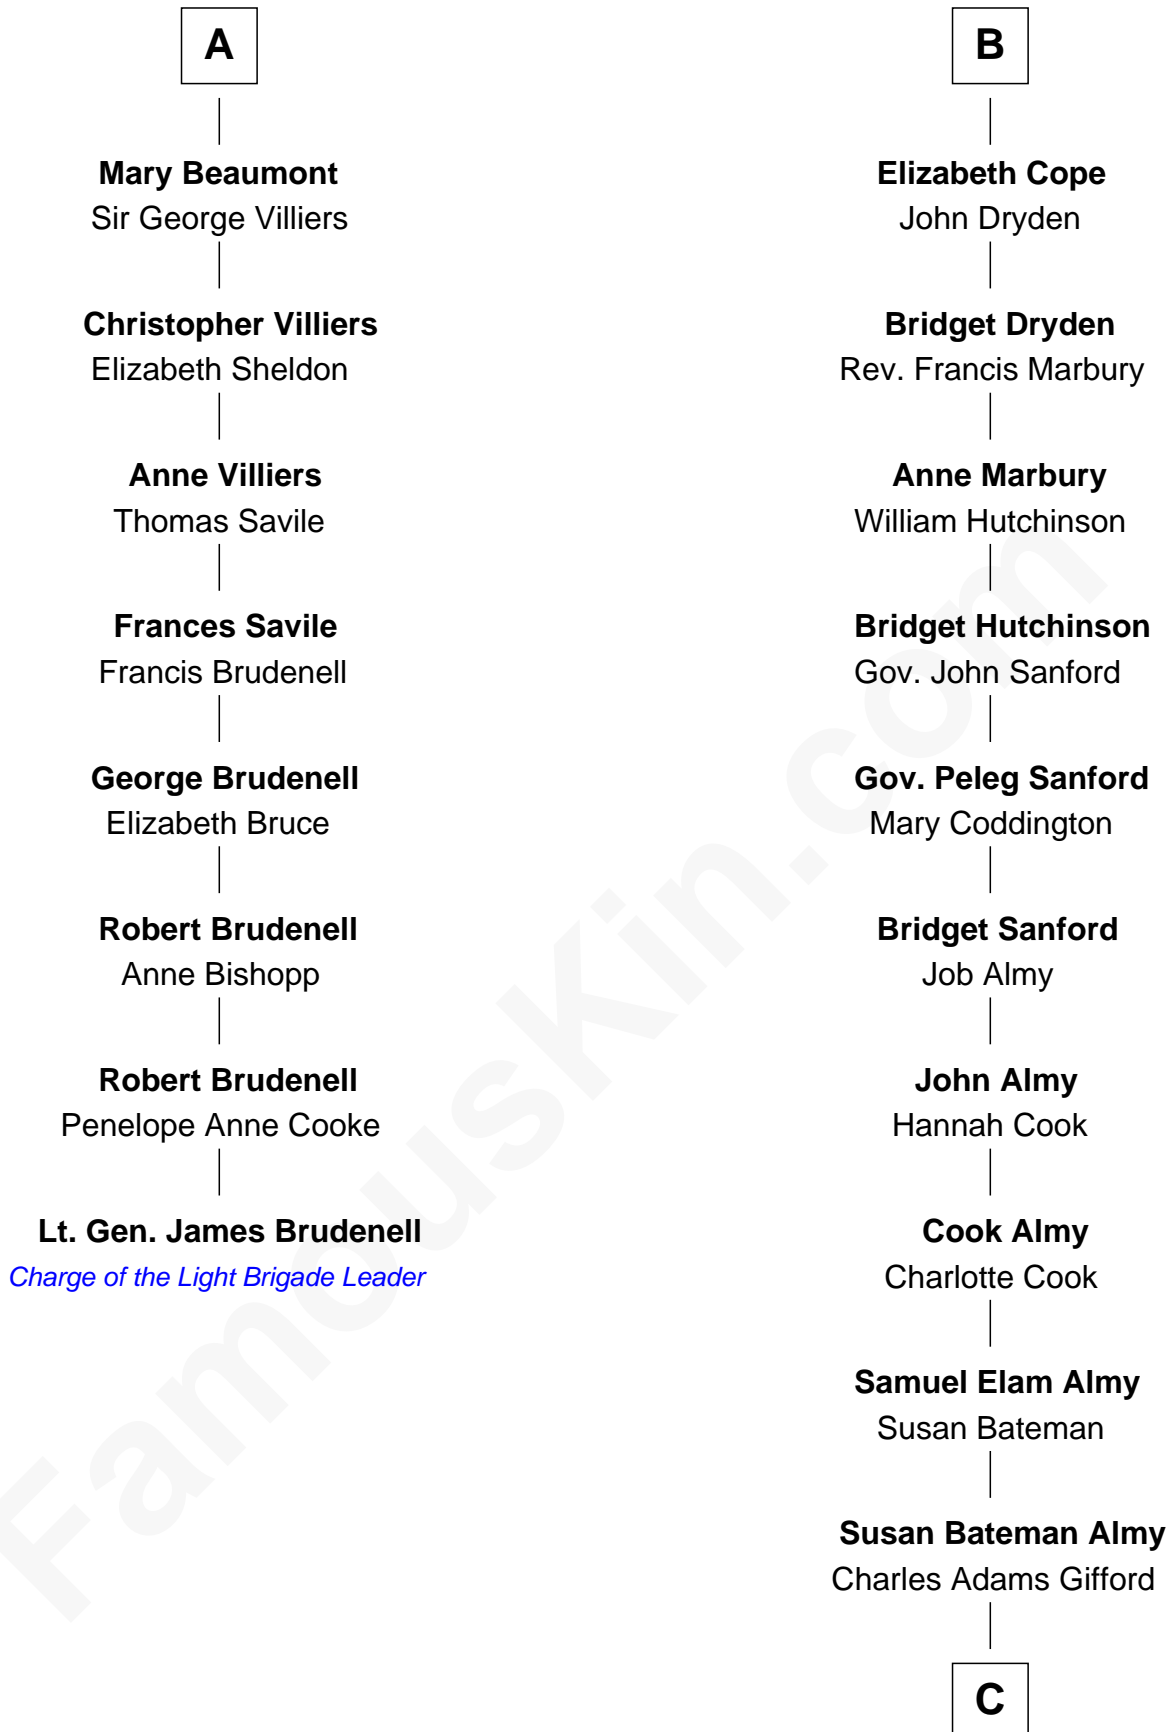 A
Mary Beaumont
Sir George Villiers
Christopher Villiers
Elizabeth Sheldon
Anne Villiers
Thomas Savile
Frances Savile
Francis Brudenell
George Brudenell
Elizabeth Bruce
Robert Brudenell
Anne Bishopp
Robert Brudenell
Penelope Anne Cooke
Lt. Gen. James Brudenell
Charge of the Light Brigade Leader
B
Elizabeth Cope
John Dryden
Bridget Dryden
Rev. Francis Marbury
Anne Marbury
William Hutchinson
Bridget Hutchinson
Gov. John Sanford
Gov. Peleg Sanford
Mary Coddington
Bridget Sanford
Job Almy
John Almy
Hannah Cook
Cook Almy
Charlotte Cook
Samuel Elam Almy
Susan Bateman
Susan Bateman Almy
Charles Adams Gifford
C
FamousKin.com